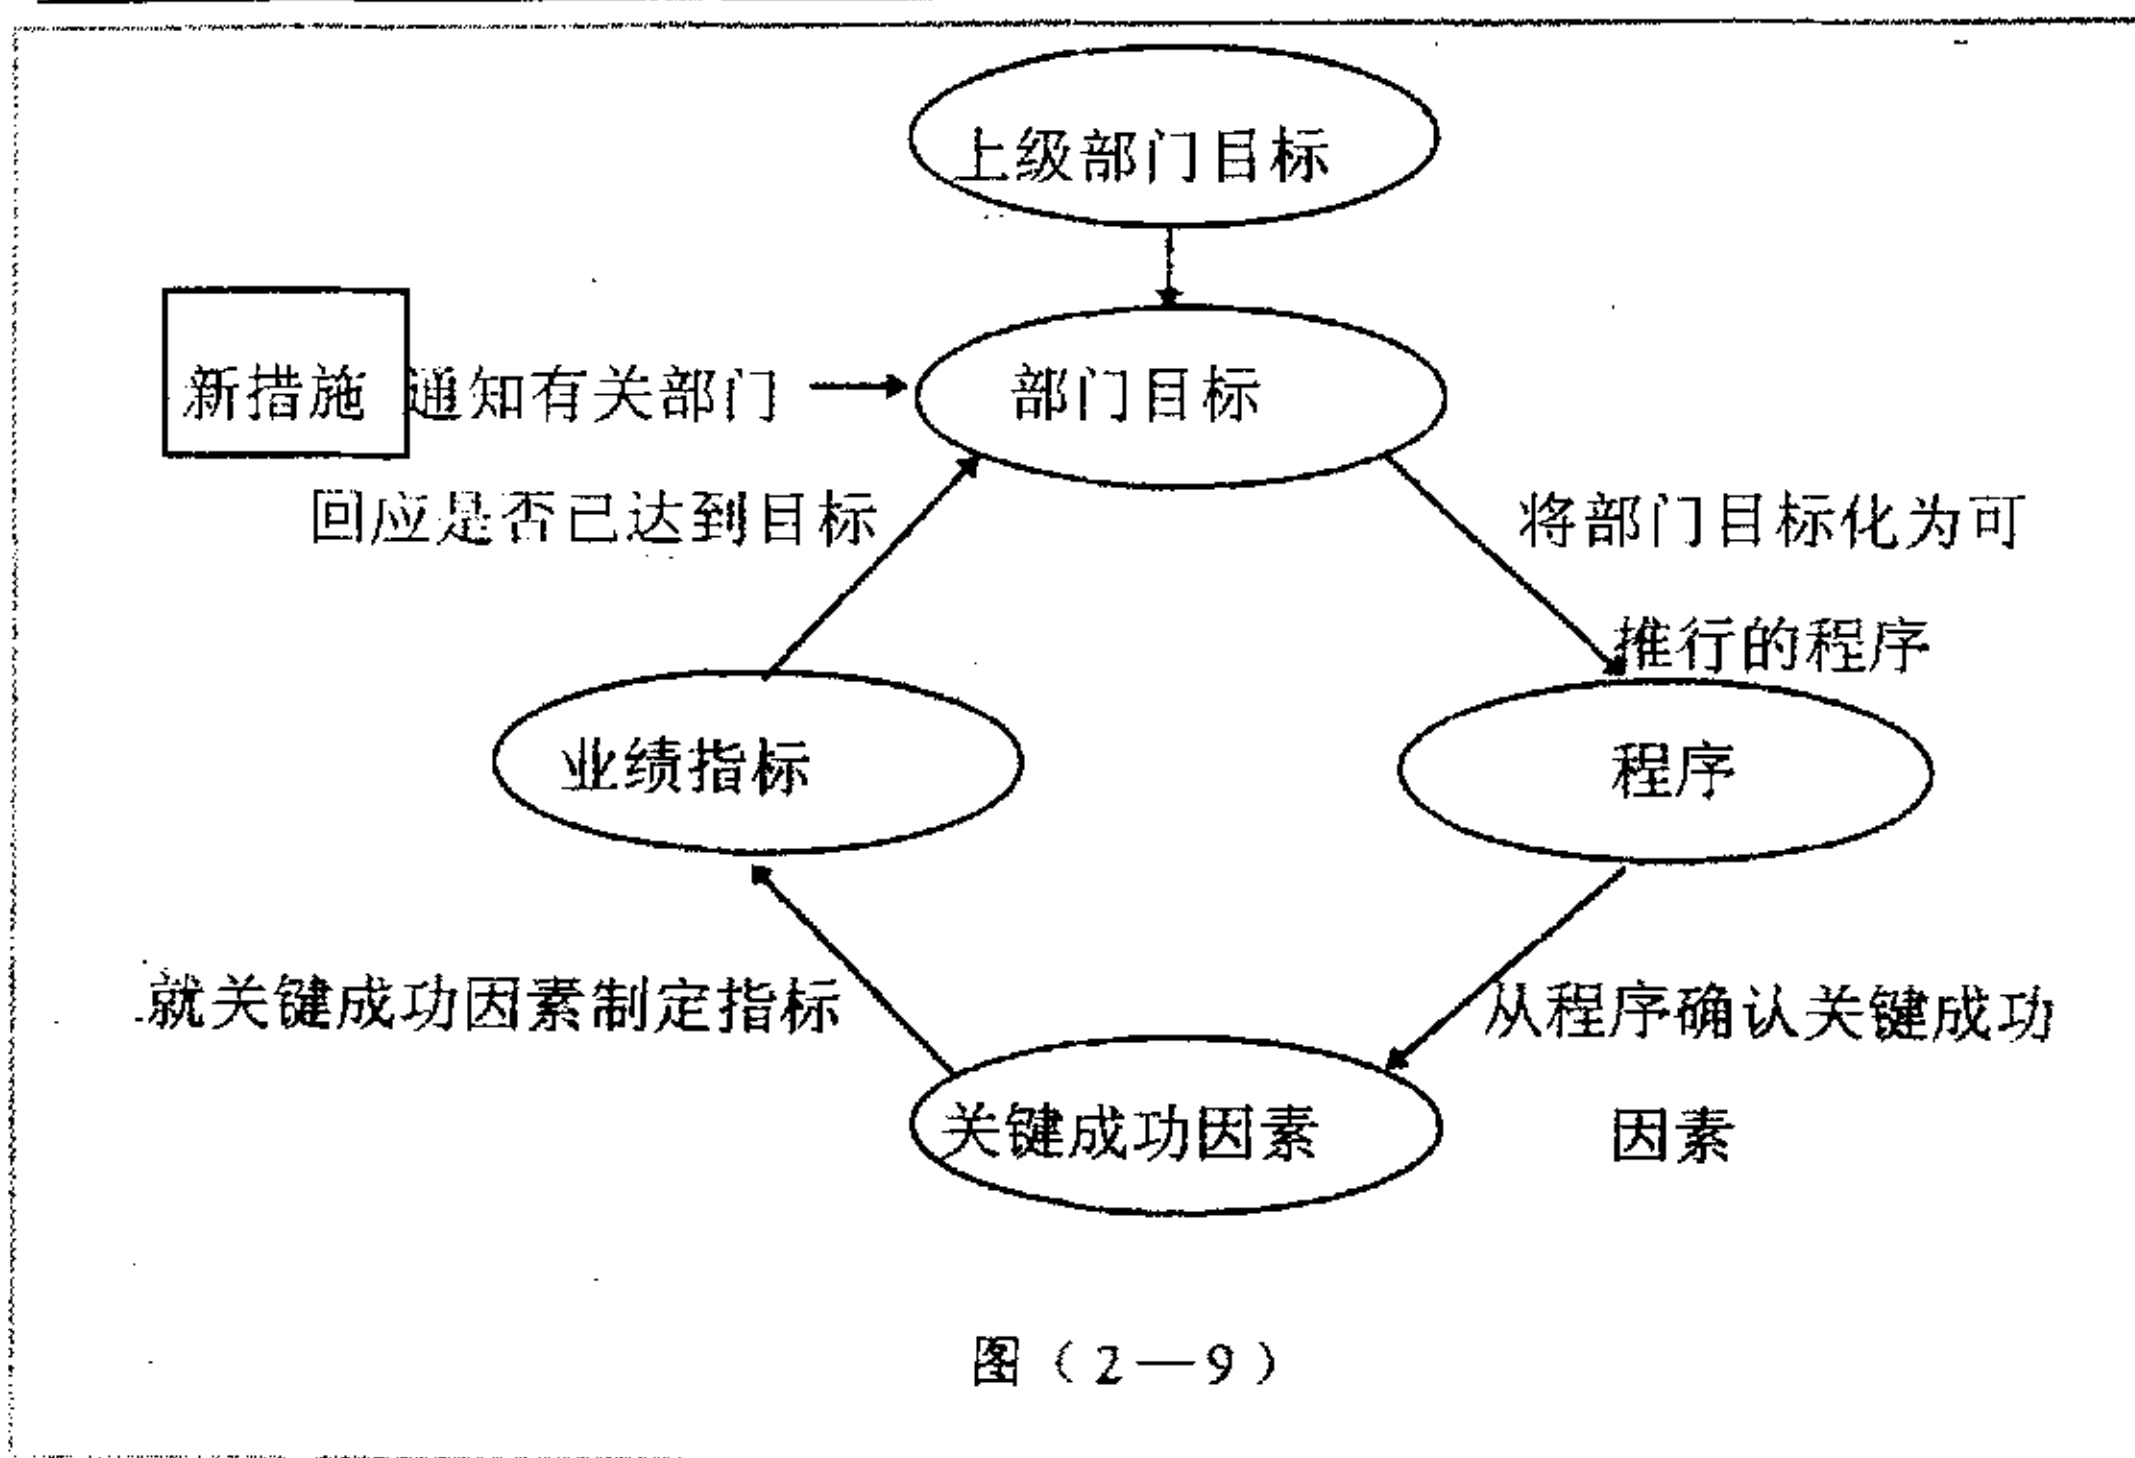 上级部门目标
新措施 通知有关部门 部门目标
回应是否已达到目标
将部门目标化为可
推行的程序
业绩指标
程序
就关键成功因素制定指标
从程序确认关键成功
因素
关键成功因素
图（2—9）